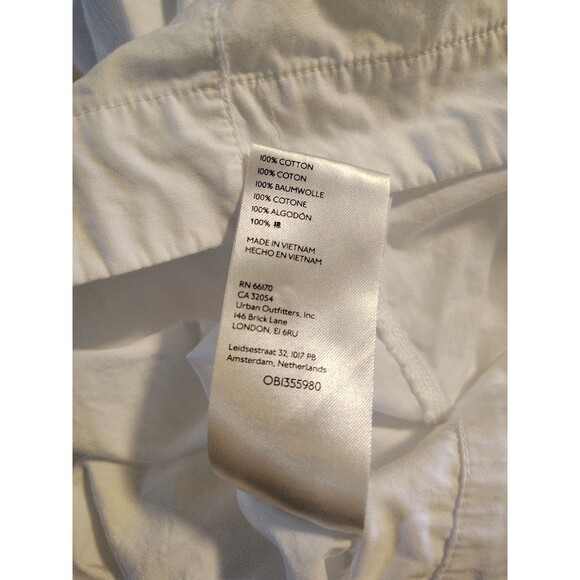 100% COTTON
100% COTON
100% BAUMWOLLE
100% COTONE
100% ALGODÓN
100% 棉
MADE IN VIETNAM
HECHO EN VIETNAM
RN 66170
CA 32054
Urban Outfitters, Inc.
146 Brick Lane
LONDON, E1 6RU
Leidsestraat 32, 1017 PB
Amsterdam, Netherlands
OB1355980